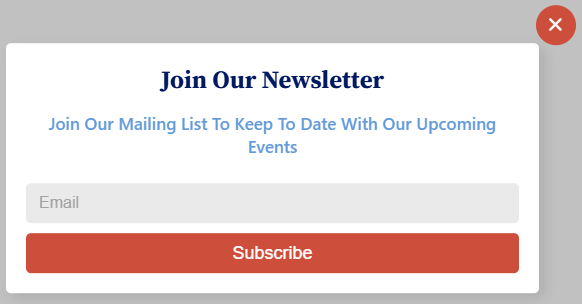 Join Our Newsletter
Join Our Mailing List To Keep To Date With Our Upcoming
Events
Email
Subscribe